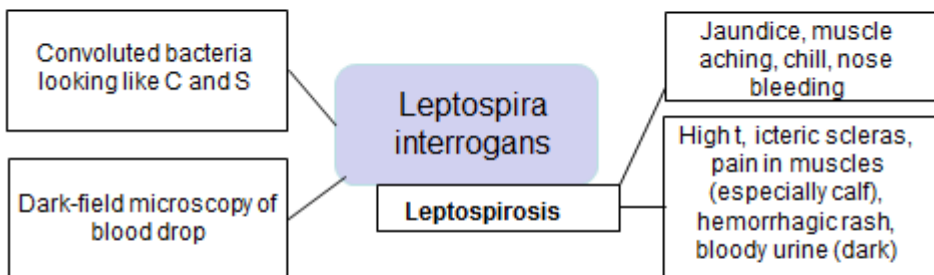 Convoluted bacteria
looking like C and S
Dark-field microscopy of
blood drop
Leptospira
interrogans
Leptospirosis
Jaundice, muscle
aching, chill, nose
bleeding
High t, icteric scleras,
pain in muscles
(especially calf),
hemorrhagic rash,
bloody urine (dark)